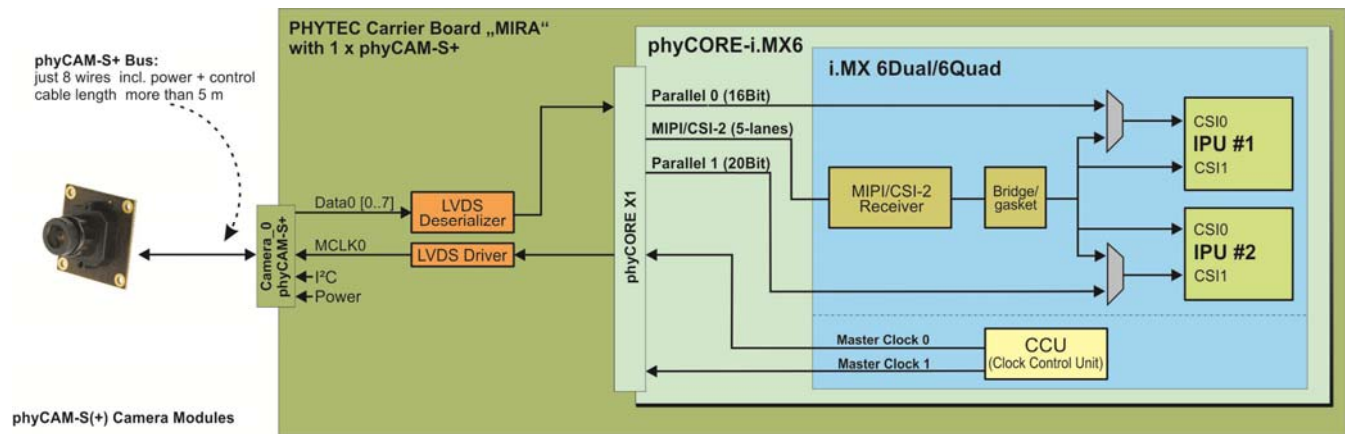 PHYTEC Carrier Board „MIRA“
with 1 x phyCAM-S+
phyCAM-S+ Bus:
just 8 wires incl. power + control
cable length more than 5 m
phyCORE-i.MX6
i.MX 6Dual/6Quad
Parallel 0 (16Bit)
MIPI/CSI-2 (5-lanes)
Parallel 1 (20Bit)
CSI0
IPU #1
CSI1
MIPI/CSI-2
Receiver
Bridge/
gasket
CSI0
IPU #2
CSI1
Data0 [0..7]
LVDS
Deserializer
MCLK0
LVDS Driver
I²C
Power
Camera_0
phyCAM-S+
phyCORE X1
Master Clock 0
Master Clock 1
CCU
(Clock Control Unit)
phyCAM-S(+) Camera Modules